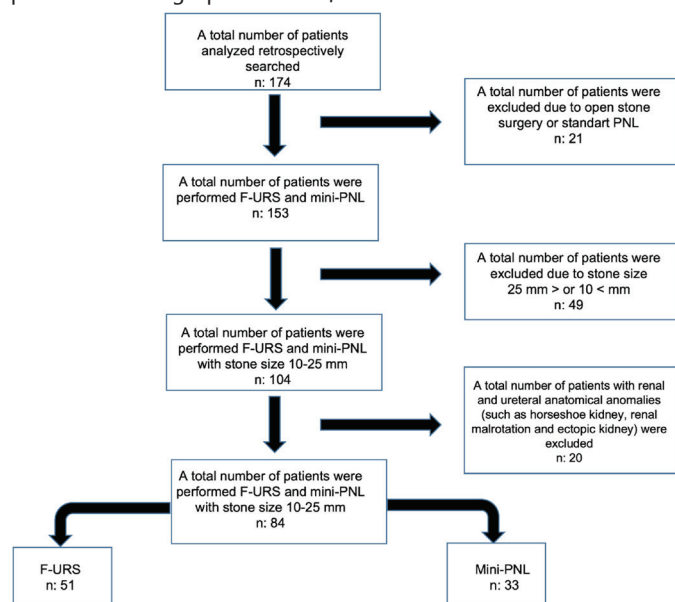 A total number of patients
analyzed retrospectively
searched
n: 174
A total number of patients were
excluded due to open stone
surgery or standart PNL
n: 21
A total number of patients were
performed F-URS and mini-PNL
n: 153
A total number of patients were
excluded due to stone size
25 mm > or 10 < mm
n: 49
A total number of patients were
performed F-URS and mini-PNL
with stone size 10-25 mm
n: 104
A total number of patients with renal
and ureteral anatomical anomalies
(such as horseshoe kidney, renal
malrotation and ectopic kidney) were
excluded
n: 20
A total number of patients were
performed F-URS and mini-PNL
with stone size 10-25 mm
n: 84
F-URS
n: 51
Mini-PNL
n: 33